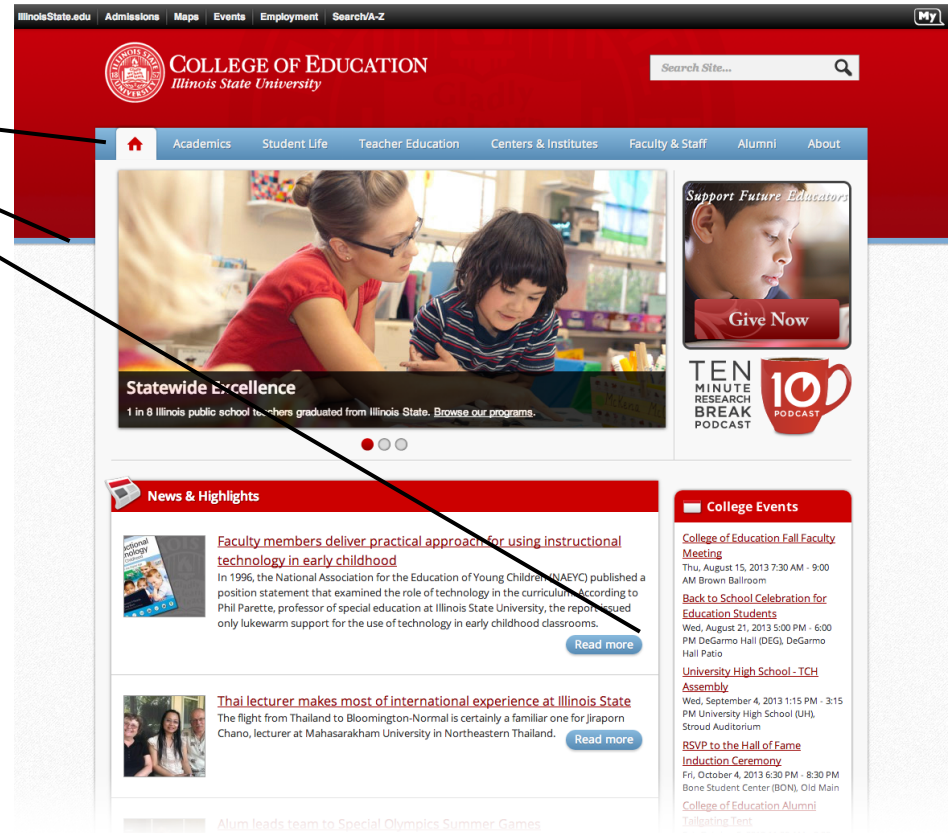 IllinoisState.edu Admissions Maps Events Employment Search/A-Z My
COLLEGE OF EDUCATION
Illinois State University
Search Site...
Academics Student Life Teacher Education Centers & Institutes Faculty & Staff Alumni About
Statewide Excellence
1 in 8 Illinois public school teachers graduated from Illinois State. Browse our programs.
Support Future Educators
Give Now
TEN
MINUTE
RESEARCH
BREAK
PODCAST
10
PODCAST
News & Highlights
Faculty members deliver practical approach for using instructional
technology in early childhood
In 1996, the National Association for the Education of Young Children (NAEYC) published a
position statement that examined the role of technology in the curriculum. According to
Phil Parette, professor of special education at Illinois State University, the report issued
only lukewarm support for the use of technology in early childhood classrooms.
Read more
Thai lecturer makes most of international experience at Illinois State
The flight from Thailand to Bloomington-Normal is certainly a familiar one for Jiraporn
Chano, lecturer at Mahasarakham University in Northeastern Thailand.
Read more
Alum leads team to Special Olympics Summer Games
College Events
College of Education Fall Faculty
Meeting
Thu, August 15, 2013 7:30 AM - 9:00
AM Brown Ballroom
Back to School Celebration for
Education Students
Wed, August 21, 2013 5:00 PM - 6:00
PM DeGarmo Hall (DEG), DeGarmo
Hall Patio
University High School - TCH
Assembly
Wed, September 4, 2013 1:15 PM - 3:15
PM University High School (UH),
Stroud Auditorium
RSVP to the Hall of Fame
Induction Ceremony
Fri, October 4, 2013 6:30 PM - 8:30 PM
Bone Student Center (BON), Old Main
College of Education Alumni
Tailgating Tent